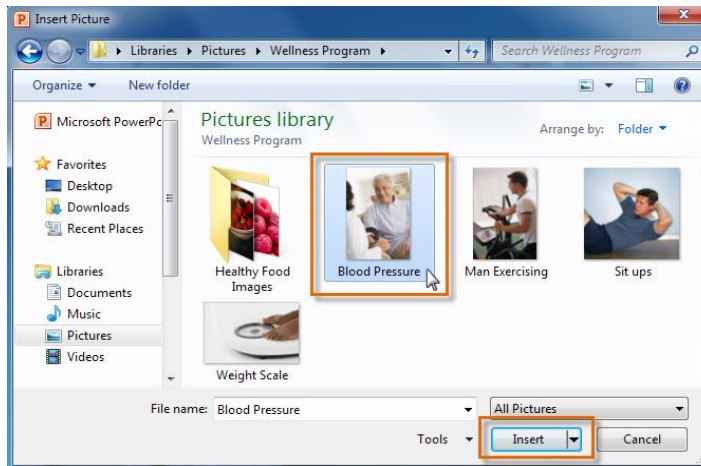 Insert Picture
Libraries Pictures Wellness Program
Search Wellness Program
Organize New folder
Microsoft PowerPc
Favorites
Desktop
Downloads
Recent Places
Libraries
Documents
Music
Pictures
Videos
Pictures library
Wellness Program
Arrange by: Folder
Healthy Food
Images
Blood Pressure
Man Exercising
Sit ups
Weight Scale
File name: Blood Pressure
All Pictures
Tools
Insert
Cancel